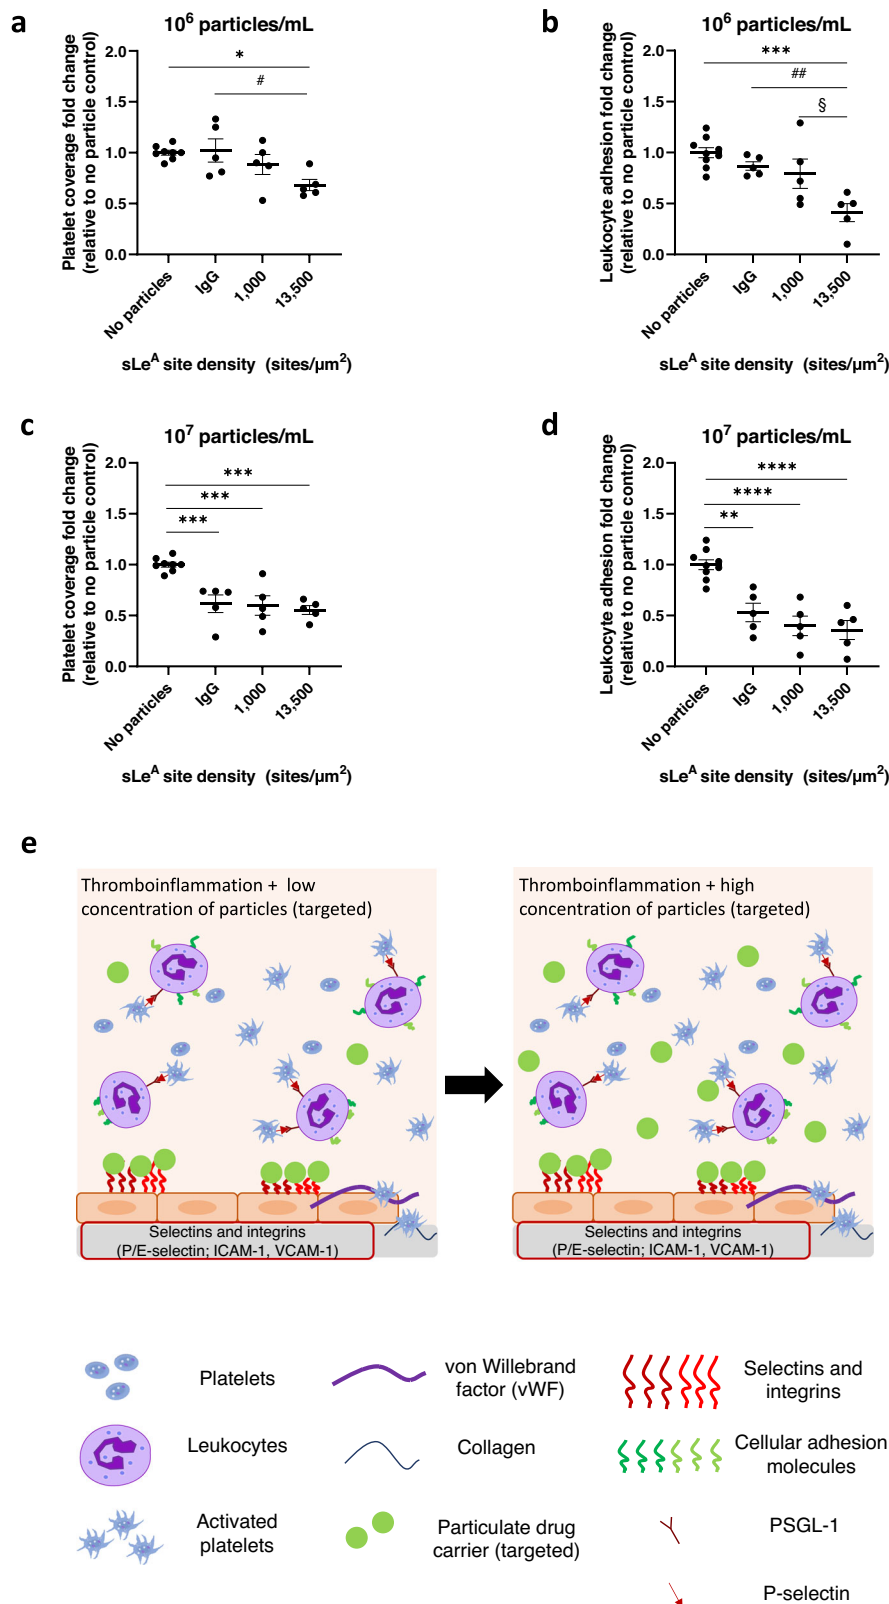 a
10⁶ particles/mL
Platelet coverage fold change
(relative to no particle control)
2.0
1.5
1.0
0.5
0.0
*
#
No particles
IgG
1,000
13,500
sLeᴬ site density (sites/µm²)
b
10⁶ particles/mL
Leukocyte adhesion fold change
(relative to no particle control)
2.0
1.5
1.0
0.5
0.0
***
##
§
No particles
IgG
1,000
13,500
sLeᴬ site density (sites/µm²)
c
10⁷ particles/mL
Platelet coverage fold change
(relative to no particle control)
2.0
1.5
1.0
0.5
0.0
***
***
***
No particles
IgG
1,000
13,500
sLeᴬ site density (sites/µm²)
d
10⁷ particles/mL
Leukocyte adhesion fold change
(relative to no particle control)
2.0
1.5
1.0
0.5
0.0
****
****
**
No particles
IgG
1,000
13,500
sLeᴬ site density (sites/µm²)
e
Thromboinflammation + low
concentration of particles (targeted)
Selectins and integrins
(P/E-selectin; ICAM-1, VCAM-1)
Thromboinflammation + high
concentration of particles (targeted)
Selectins and integrins
(P/E-selectin; ICAM-1, VCAM-1)
Platelets
von Willebrand
factor (vWF)
Selectins and
integrins
Leukocytes
Collagen
Cellular adhesion
molecules
Activated
platelets
Particulate drug
carrier (targeted)
PSGL-1
P-selectin